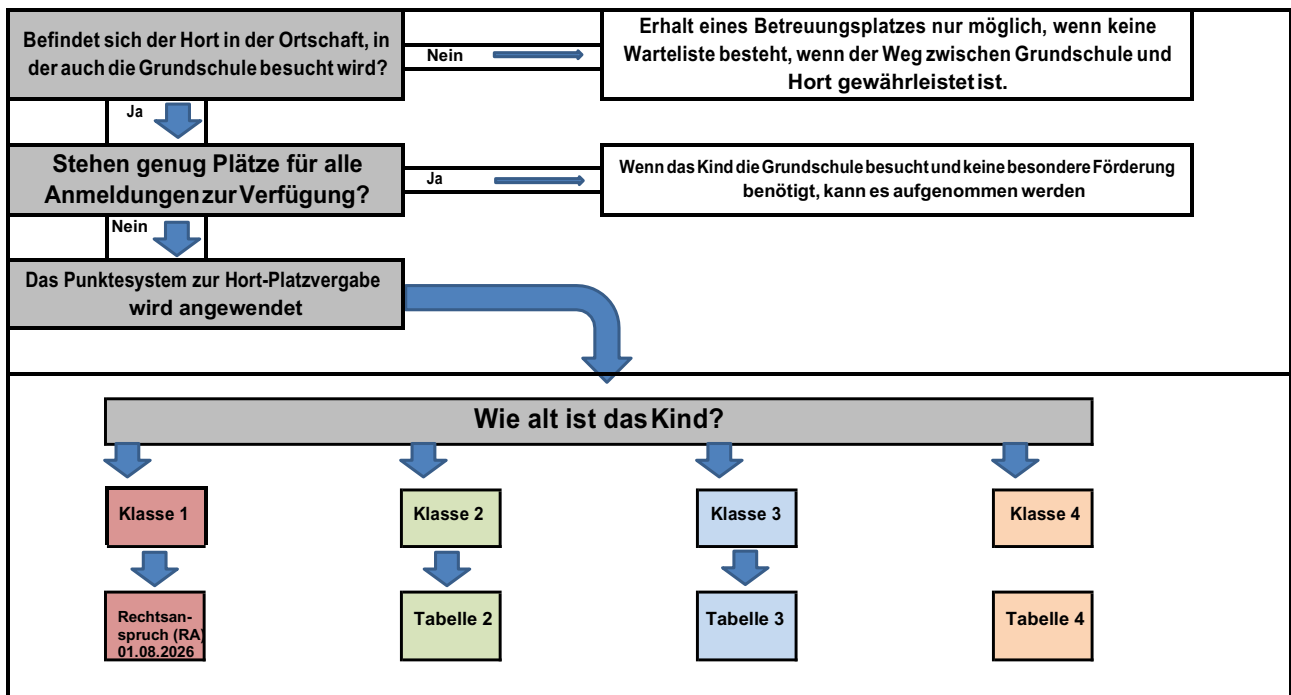 Befindet sich der Hort in der Ortschaft, in
der auch die Grundschule besucht wird?
Nein
Erhalt eines Betreuungsplatzes nur möglich, wenn keine
Warteliste besteht, wenn der Weg zwischen Grundschule und
Hort gewährleistet ist.
Ja
Stehen genug Plätze für alle
Anmeldungen zur Verfügung?
Ja
Wenn das Kind die Grundschule besucht und keine besondere Förderung
benötigt, kann es aufgenommen werden
Nein
Das Punktesystem zur Hort-Platzvergabe
wird angewendet
Wie alt ist das Kind?
Klasse 1
Klasse 2
Klasse 3
Klasse 4
Rechtsan-
spruch (RA)
01.08.2026
Tabelle 2
Tabelle 3
Tabelle 4